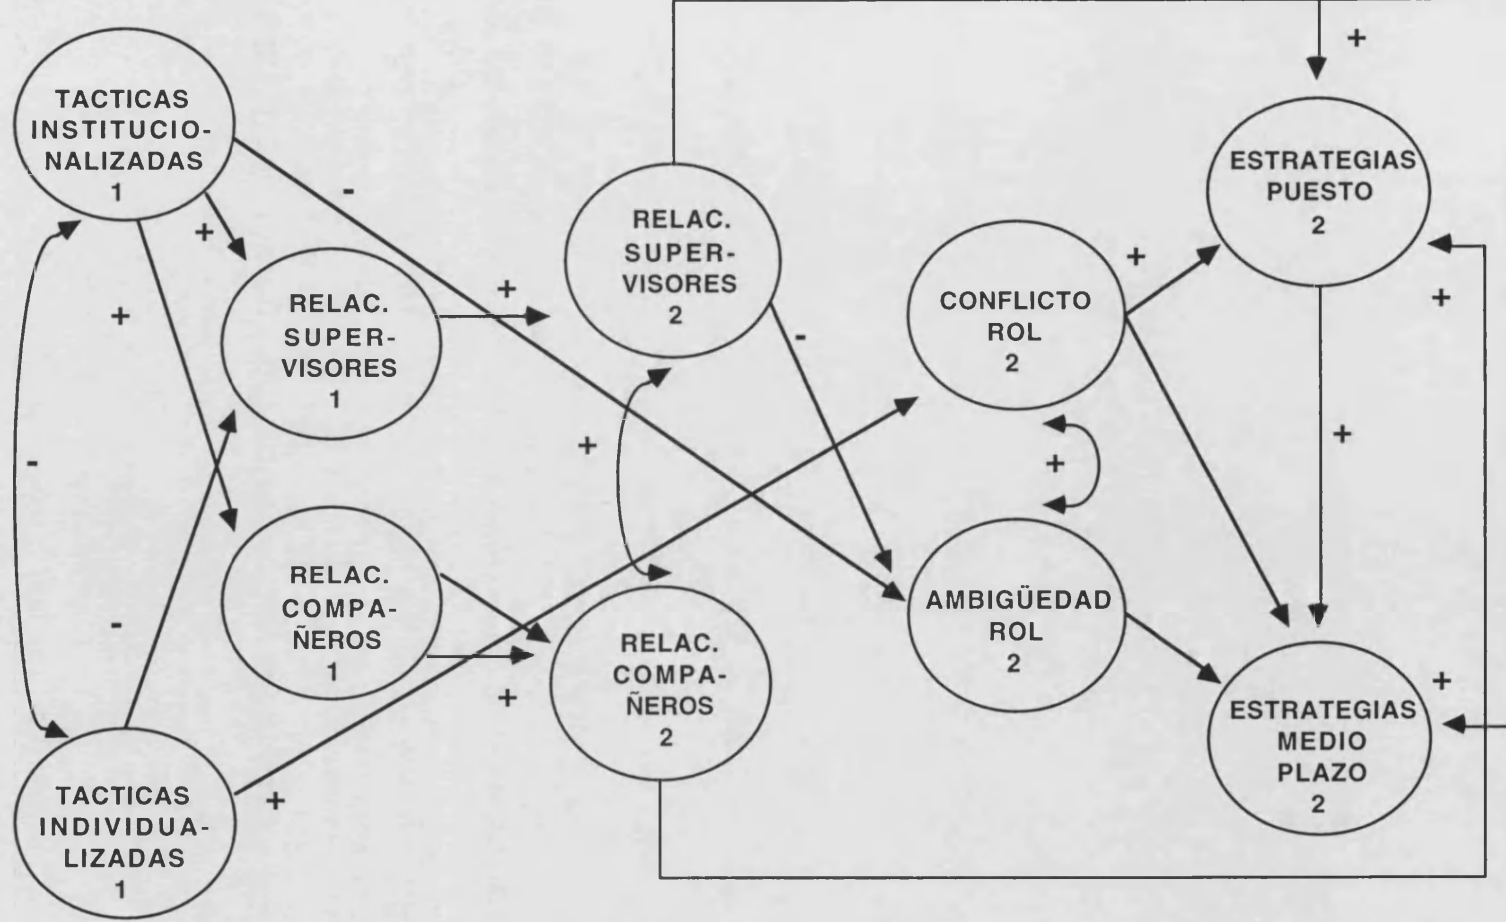 TACTICAS
INSTITUCIO-
NALIZADAS
1
-
+
+
-
-
RELAC.
SUPER-
VISORES
1
+
RELAC.
COMPA-
ÑEROS
1
+
TACTICAS
INDIVIDUA-
LIZADAS
1
+
RELAC.
SUPER-
VISORES
2
-
+
RELAC.
COMPA-
ÑEROS
2
CONFLICTO
ROL
2
+
+
AMBIGÜEDAD
ROL
2
+
ESTRATEGIAS
PUESTO
2
+
+
ESTRATEGIAS
MEDIO
PLAZO
2
+